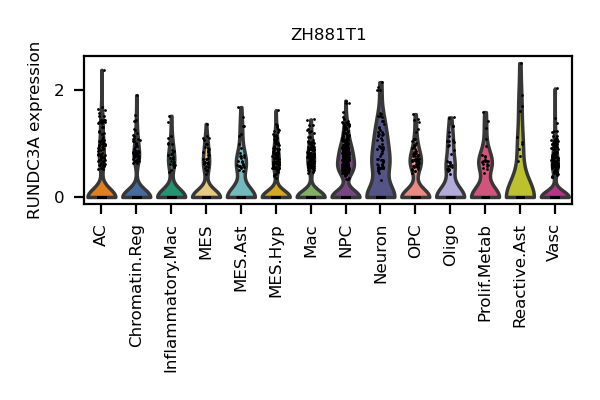 ZH881T1
RUNDC3A expression
2
0
AC
Chromatin.Reg
Inflammatory.Mac
MES
MES.Ast
MES.Hyp
Mac
NPC
Neuron
OPC
Oligo
Prolif.Metab
Reactive.Ast
Vasc